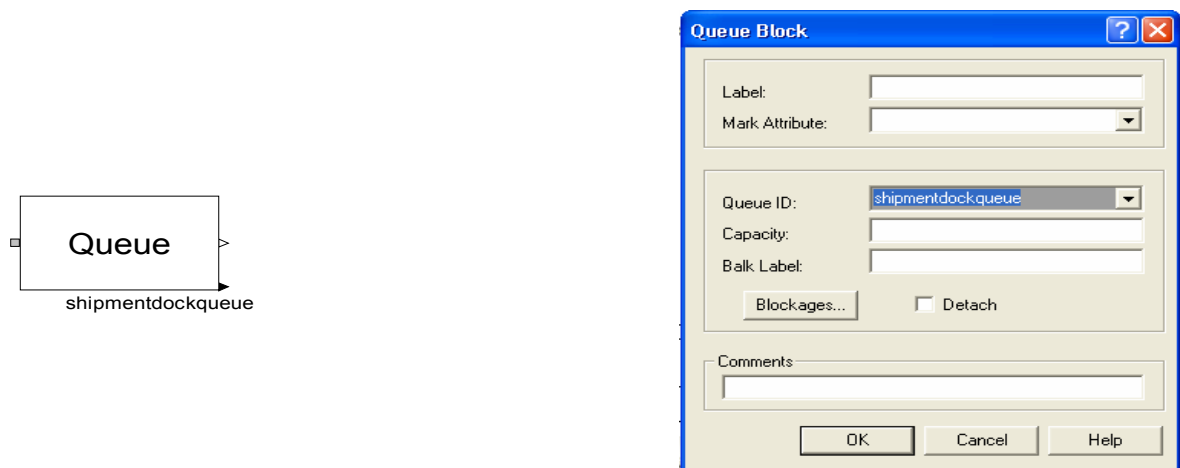 Queue
shipmentdockqueue
Queue Block
Label:
Mark Attribute:
Queue ID: shipmentdockqueue
Capacity:
Balk Label:
Blockages... Detach
Comments
OK Cancel Help